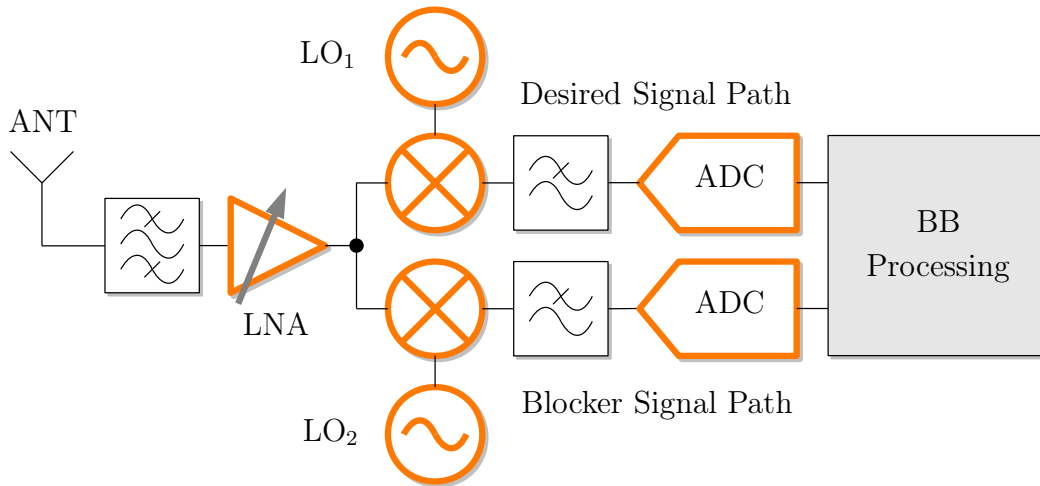 LO₁
Desired Signal Path
ANT
ADC
BB
Processing
LNA
ADC
LO₂
Blocker Signal Path